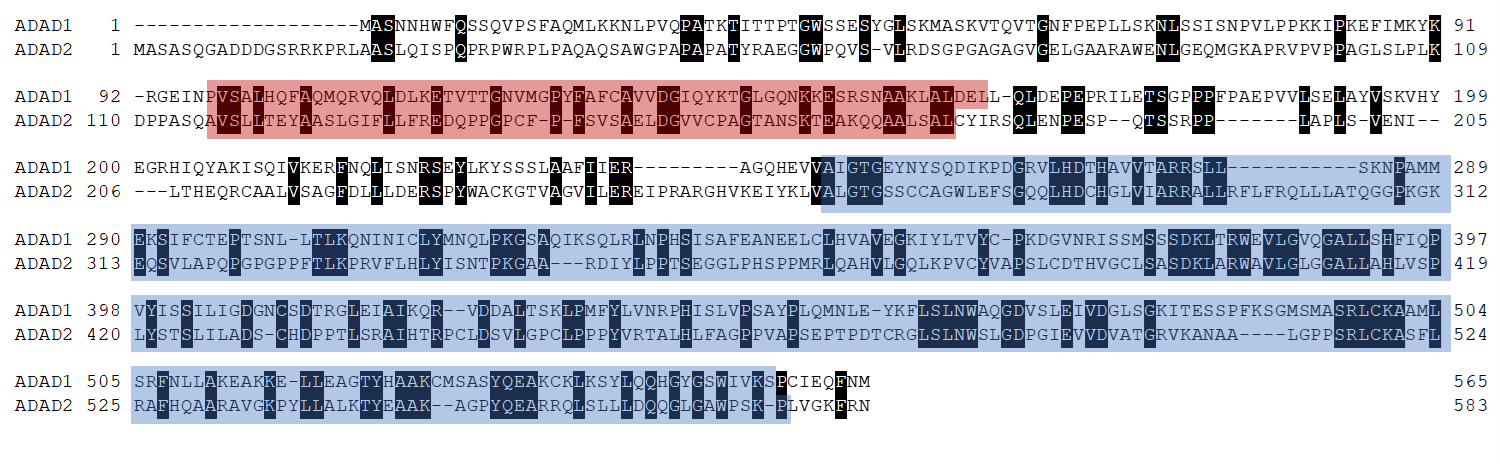 ADAD1 1 -------------------MASNNHWFQSSQVPSFAQMLKKNLPVQPATKTITTPTGWSSESYGLSKMASKVTQVTGNFPEPLLSKNLSSISNPVLPPKKIPKEFIMKYK 91
ADAD2 1 MASASQGADDDGSRRKPRLAASLQISPQPRPWRPLPAQAQSAWGPAPAPATYRAEGGWPQVS-VLRDSGPGAGAGVGELGAARAWENLGEQMGKAPRVPVPPAGLSLPLK 109
ADAD1 92 -RGEINPVSALHQFAQMQRVQLDLKETVTTGNVMGPYFAFCAVVDGIQYKTGLGQNKKESRSNAAKLALDELL-QLDEPEPRILETSGPPPFPAEPVVLSELAYVSKVHY 199
ADAD2 110 DPPASQAVSLLTEYAASLGIFLLFREDQPPGPCF-P-FSVSAELDGVVCPAGTANSKTEAKQQAALSALCYIRSQLENPESP--QTSSRPP-------LAPLS-VENI-- 205
ADAD1 200 EGRHIQYAKISQIVKERFNQLISNRSEYLKYSSSLAAFIIER---------AGQHEVVAIGTGEYNYSQDIKPDGRVLHDTHAVVTARRSLL-----------SKNPAMM 289
ADAD2 206 ---LTHEQRCAALVSAGFDLLLDERSPYWACKGTVAGVILEREIPRARGHVKEIYKLVALGTGSSCCAGWLEFSGQQLHDCHGLVIARRALLRFLFRQLLLATQGGPKGK 312
ADAD1 290 EKSIFCTEPTSNL-LTLKQNINICLYMNQLPKGSAQIKSQLRLNPHSISAFEANEELCLHVAVEGKIYLTVYC-PKDGVNRISSMSSSDKLTRWEVLGVQGALLSHFIQP 397
ADAD2 313 EQSVLAPQPGPGPPFTLKPRVFLHLYISNTPKGAA---RDIYLPPTSEGGLPHSPPMRLQAHVLGQLKPVCYVAPSLCDTHVGCLSASDKLARWAVLGLGGALLAHLVSP 419
ADAD1 398 VYISSILIGDGNCSDTRGLEIAIKQR--VDDALTSKLPMFYLVNRPHISLVPSAYPLQMNLE-YKFLSLNWAQGDVSLEIVDGLSGKITESSPFKSGMSMASRLCKAAML 504
ADAD2 420 LYSTSLILADS-CHDPPTLSRAIHTRPCLDSVLGPCLPPPYVRTALHLFAGPPVAPSEPTPDTCRGLSLNWSLGDPGIEVVDVATGRVKANAA----LGPPSRLCKASFL 524
ADAD1 505 SRFNLLAKEAKKE-LLEAGTYHAAKCMSASYQEAKCKLKSYLQQHGYGSWIVKSPCIEQFNM 565
ADAD2 525 RAFHQAARAVGKPYLLALKTYEAAK--AGPYQEARRQLSLLLDQQGLGAWPSK-PLVGKFRN 583